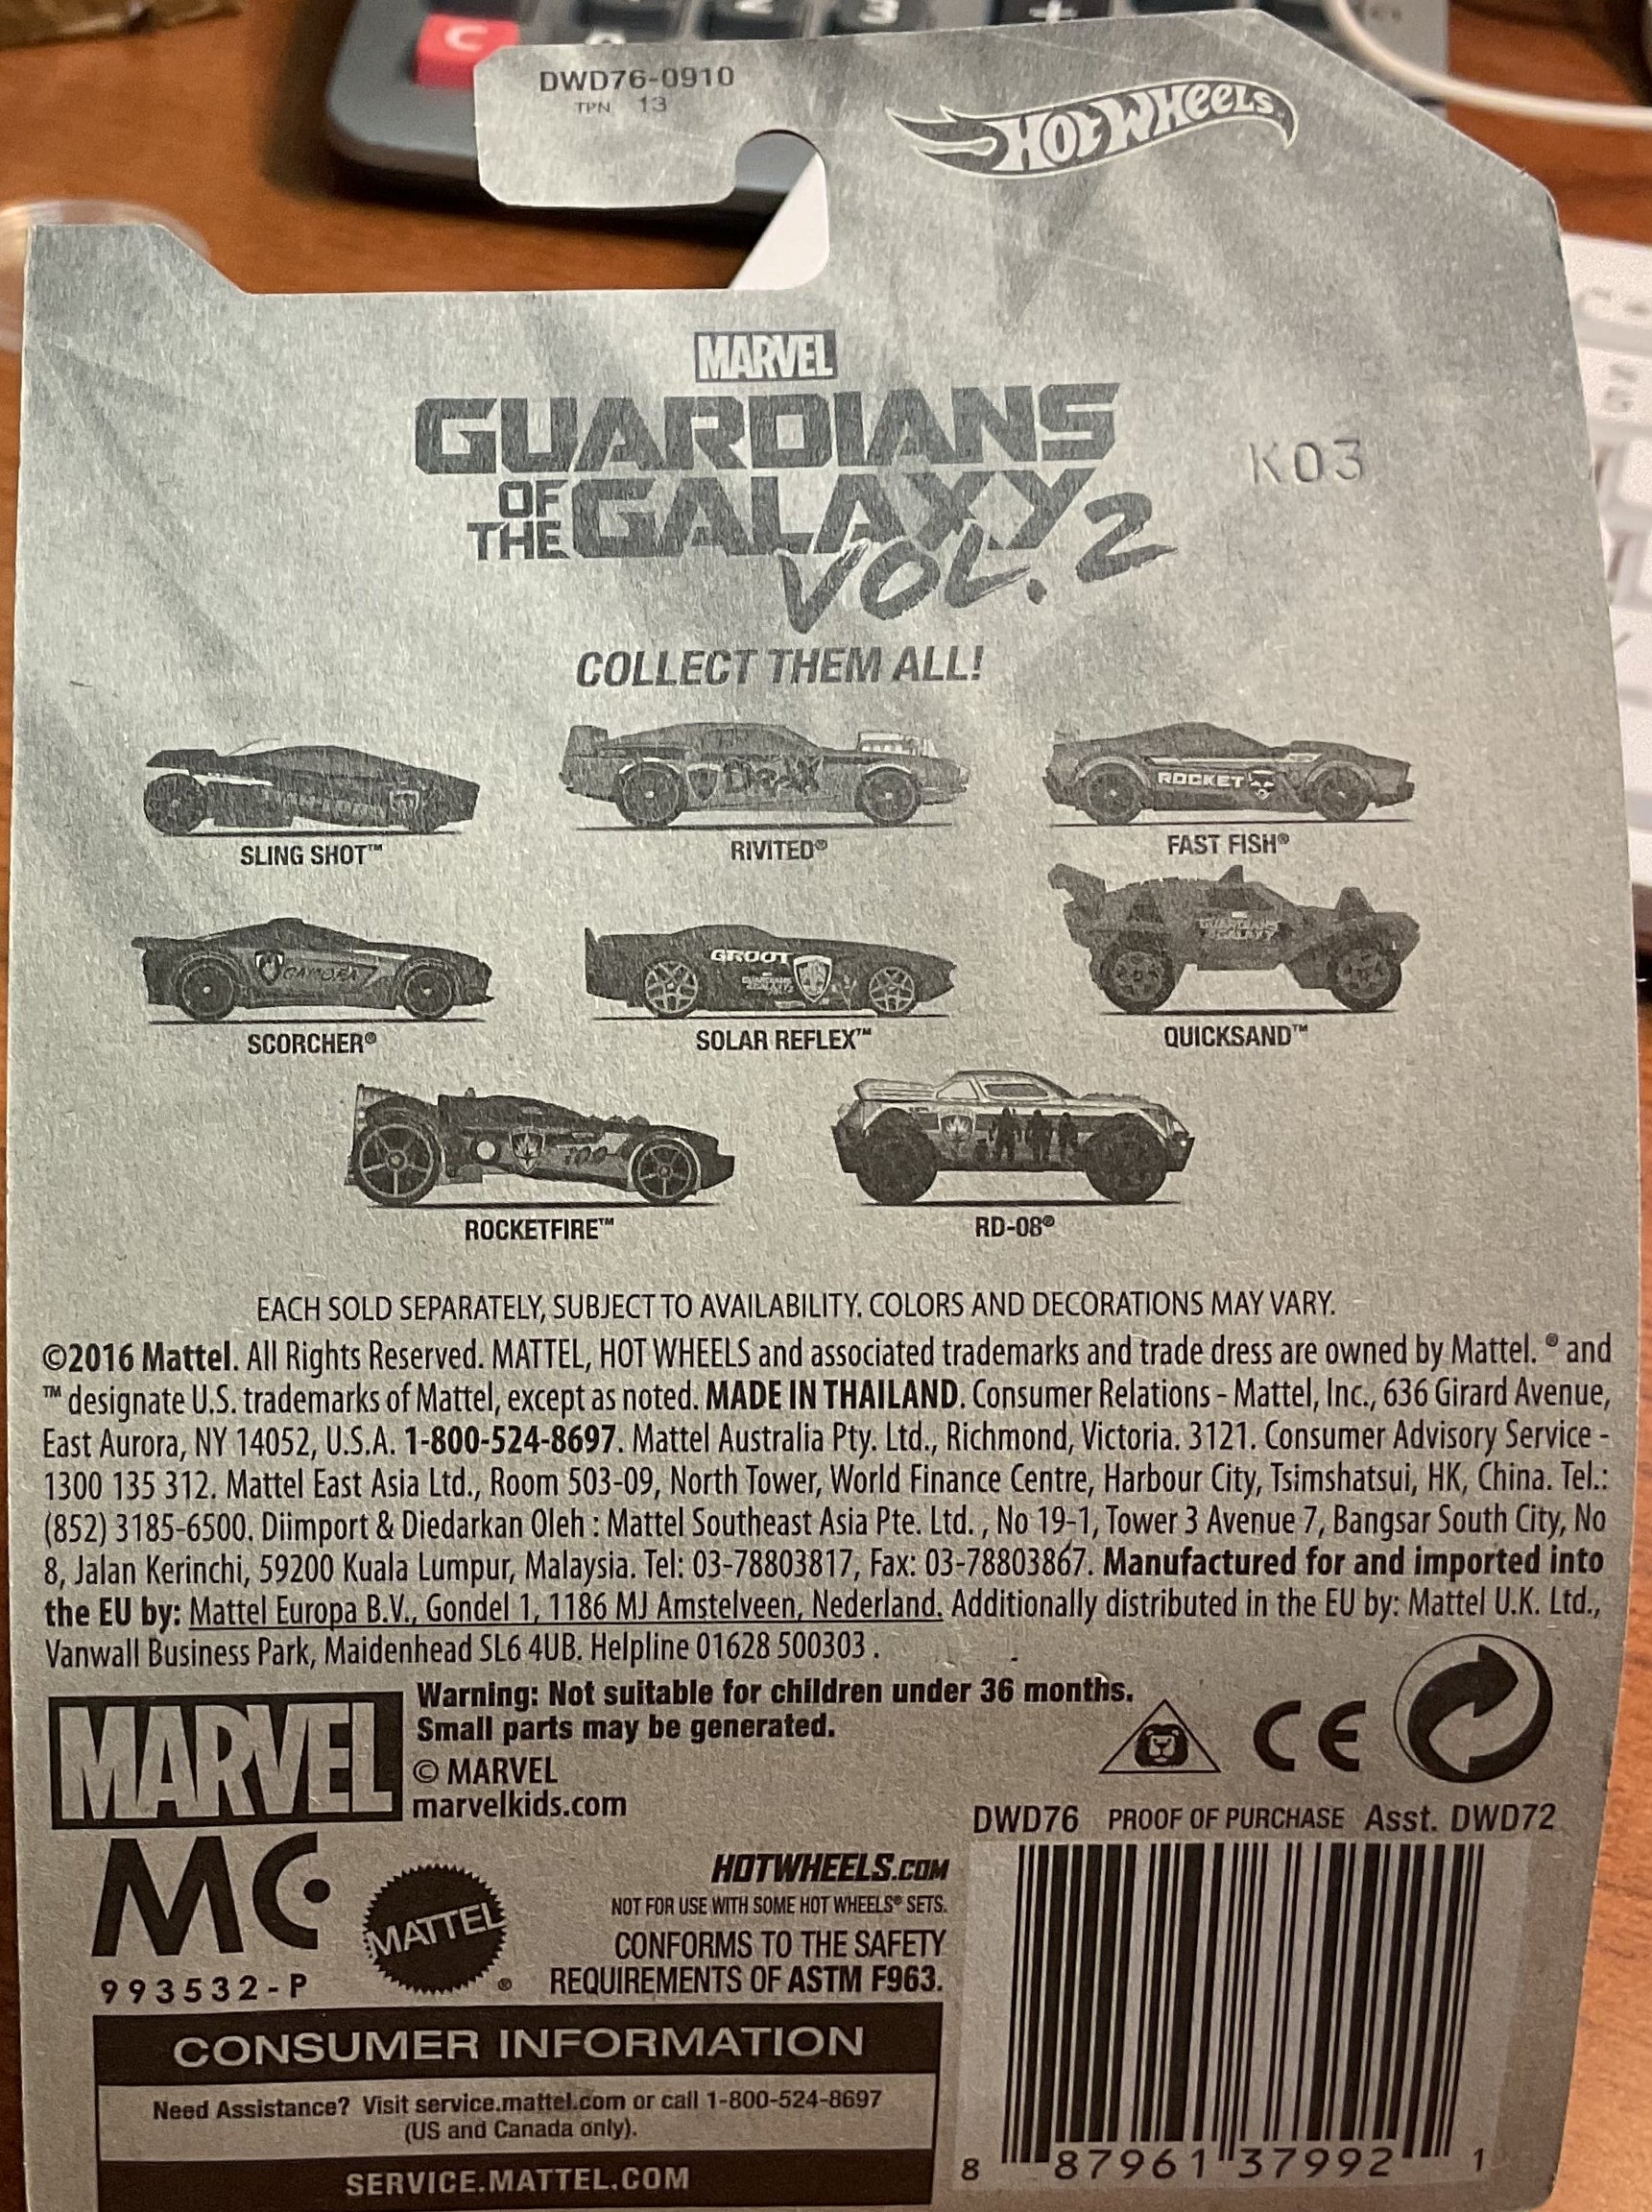 C
2
3
+
DWD76-0910
TPN 13
HOT WHEELS
MARVEL
GUARDIANS
OF THE GALAXY
VOL. 2
K03
COLLECT THEM ALL!
Drax
ROCKET
SLING SHOT™
RIVITED®
FAST FISH®
GAMORA
GROOT
GUARDIANS OF THE GALAXY
SCORCHER®
SOLAR REFLEX™
QUICKSAND™
ROCKETFIRE™
RD-08®
EACH SOLD SEPARATELY, SUBJECT TO AVAILABILITY. COLORS AND DECORATIONS MAY VARY.
©2016 Mattel. All Rights Reserved. MATTEL, HOT WHEELS and associated trademarks and trade dress are owned by Mattel. ® and
™ designate U.S. trademarks of Mattel, except as noted. MADE IN THAILAND. Consumer Relations - Mattel, Inc., 636 Girard Avenue,
East Aurora, NY 14052, U.S.A. 1-800-524-8697. Mattel Australia Pty. Ltd., Richmond, Victoria. 3121. Consumer Advisory Service -
1300 135 312. Mattel East Asia Ltd., Room 503-09, North Tower, World Finance Centre, Harbour City, Tsimshatsui, HK, China. Tel.:
(852) 3185-6500. Diimport & Diedarkan Oleh : Mattel Southeast Asia Pte. Ltd. , No 19-1, Tower 3 Avenue 7, Bangsar South City, No
8, Jalan Kerinchi, 59200 Kuala Lumpur, Malaysia. Tel: 03-78803817, Fax: 03-78803867. Manufactured for and imported into
the EU by: Mattel Europa B.V., Gondel 1, 1186 MJ Amstelveen, Nederland. Additionally distributed in the EU by: Mattel U.K. Ltd.,
Vanwall Business Park, Maidenhead SL6 4UB. Helpline 01628 500303 .
MARVEL
Warning: Not suitable for children under 36 months.
Small parts may be generated.
© MARVEL
marvelkids.com
CE
DWD76 PROOF OF PURCHASE Asst. DWD72
MC
993532-P
MATTEL®
HOTWHEELS.COM
NOT FOR USE WITH SOME HOT WHEELS® SETS.
CONFORMS TO THE SAFETY
REQUIREMENTS OF ASTM F963.
CONSUMER INFORMATION
Need Assistance? Visit service.mattel.com or call 1-800-524-8697
(US and Canada only).
SERVICE.MATTEL.COM
8 87961 37992 1